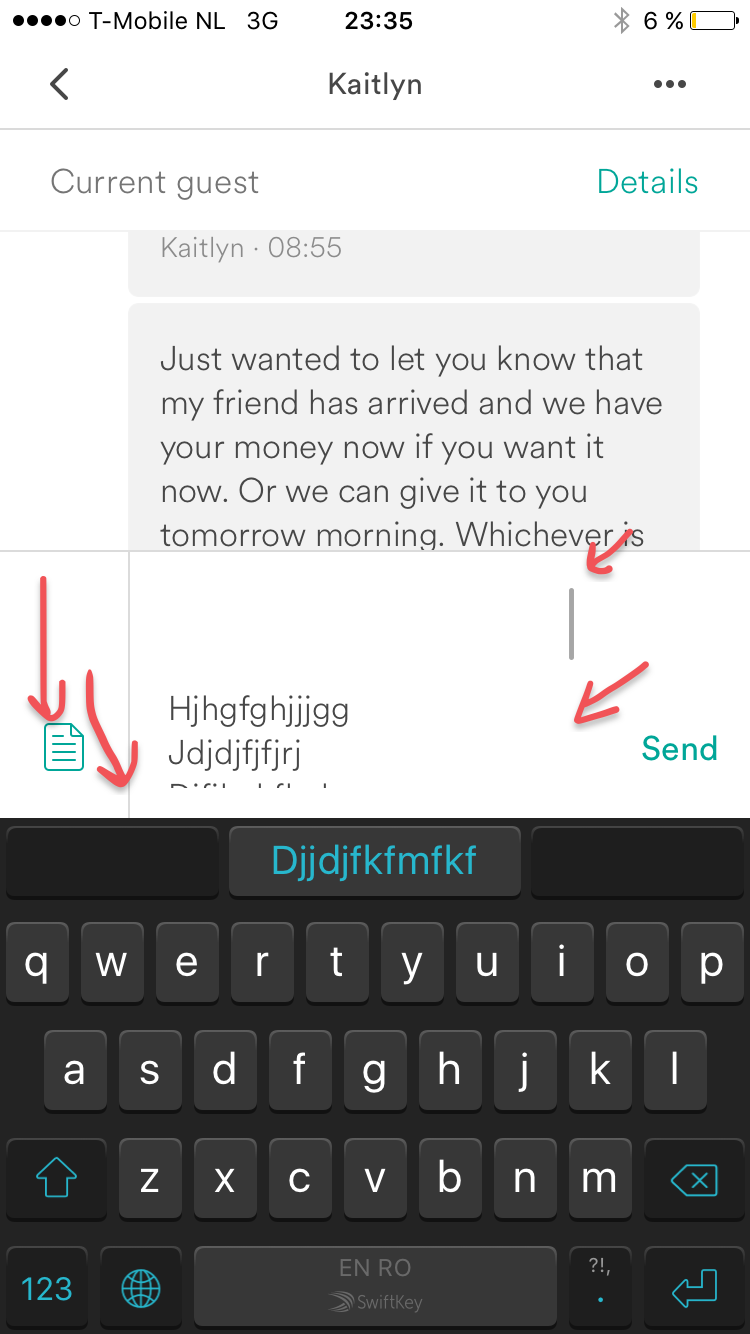 T-Mobile NL 3G 23:35 6 %
Kaitlyn
Current guest Details
Kaitlyn · 08:55
Just wanted to let you know that
my friend has arrived and we have
your money now if you want it
now. Or we can give it to you
tomorrow morning. Whichever is
Hjhgfghjjjgg
Jdjdjfjfjrj
Send
Djjdjfkfmfkf
q w e r t y u i o p
a s d f g h j k l
z x c v b n m
123 EN RO ?!, .
SwiftKey